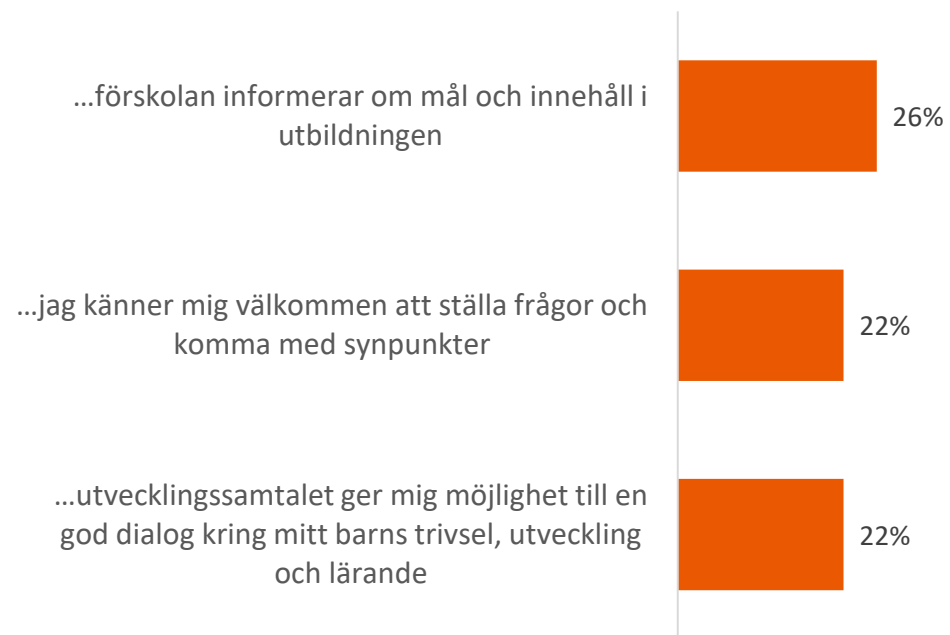 ...förskolan informerar om mål och innehåll i
utbildningen
26%
...jag känner mig välkommen att ställa frågor och
komma med synpunkter
22%
...utvecklingssamtalet ger mig möjlighet till en
god dialog kring mitt barns trivsel, utveckling
och lärande
22%